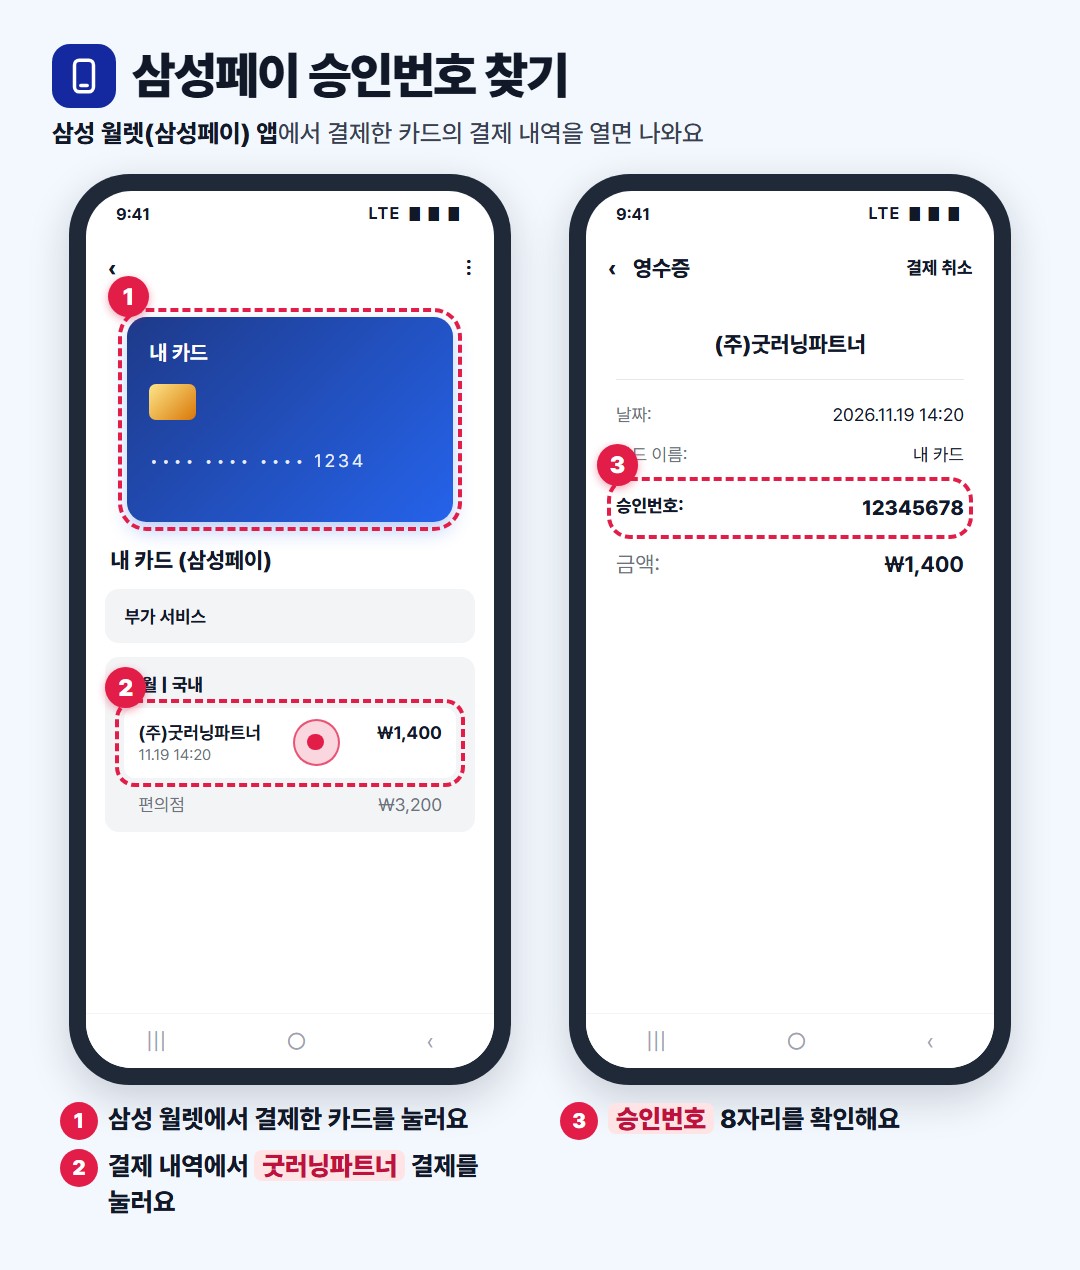 삼성페이 승인번호 찾기
삼성 월렛(삼성페이) 앱에서 결제한 카드의 결제 내역을 열면 나와요
9:41
LTE
1
내 카드
•••• •••• •••• 1234
내 카드 (삼성페이)
부가 서비스
2
월 | 국내
(주)굿러닝파트너
₩1,400
11.19 14:20
편의점
₩3,200
9:41
LTE
영수증
결제 취소
(주)굿러닝파트너
날짜:
2026.11.19 14:20
3
드 이름:
내 카드
승인번호:
12345678
금액:
₩1,400
1 삼성 월렛에서 결제한 카드를 눌러요
2 결제 내역에서 굿러닝파트너 결제를
눌러요
3 승인번호 8자리를 확인해요